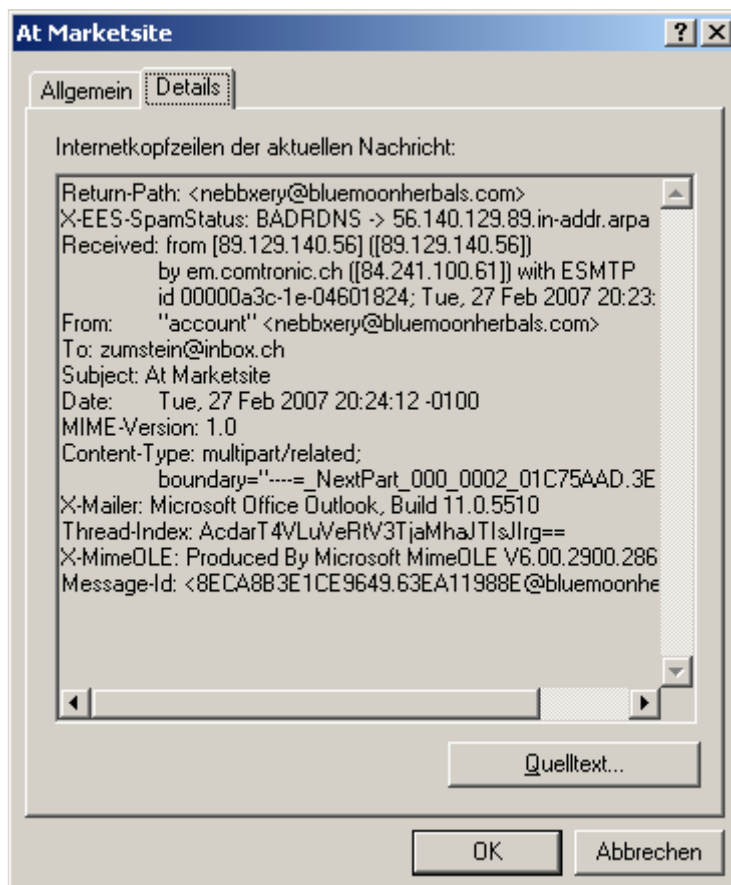 At Marketsite
Allgemein
Details
Internetkopfzeilen der aktuellen Nachricht:
Return-Path: <nebbxery@bluemoonherbals.com>
X-EES-SpamStatus: BADRDNS -> 56.140.129.89.in-addr.arpa
Received: from [89.129.140.56] ([89.129.140.56])
by em.comtronic.ch ([84.241.100.61]) with ESMTP
id 00000a3c-1e-04601824; Tue, 27 Feb 2007 20:23:
From: "account" <nebbxery@bluemoonherbals.com>
To: zumstein@inbox.ch
Subject: At Marketsite
Date: Tue, 27 Feb 2007 20:24:12 -0100
MIME-Version: 1.0
Content-Type: multipart/related;
boundary="----=_NextPart_000_0002_01C75AAD.3E
X-Mailer: Microsoft Office Outlook, Build 11.0.5510
Thread-Index: AcdarT4VLuVeRtV3TjaMhaJTIsJIrg==
X-MimeOLE: Produced By Microsoft MimeOLE V6.00.2900.286
Message-Id: <8ECA8B3E1CE9649.63EA11988E@bluemoonhe
Quelltext...
OK
Abbrechen